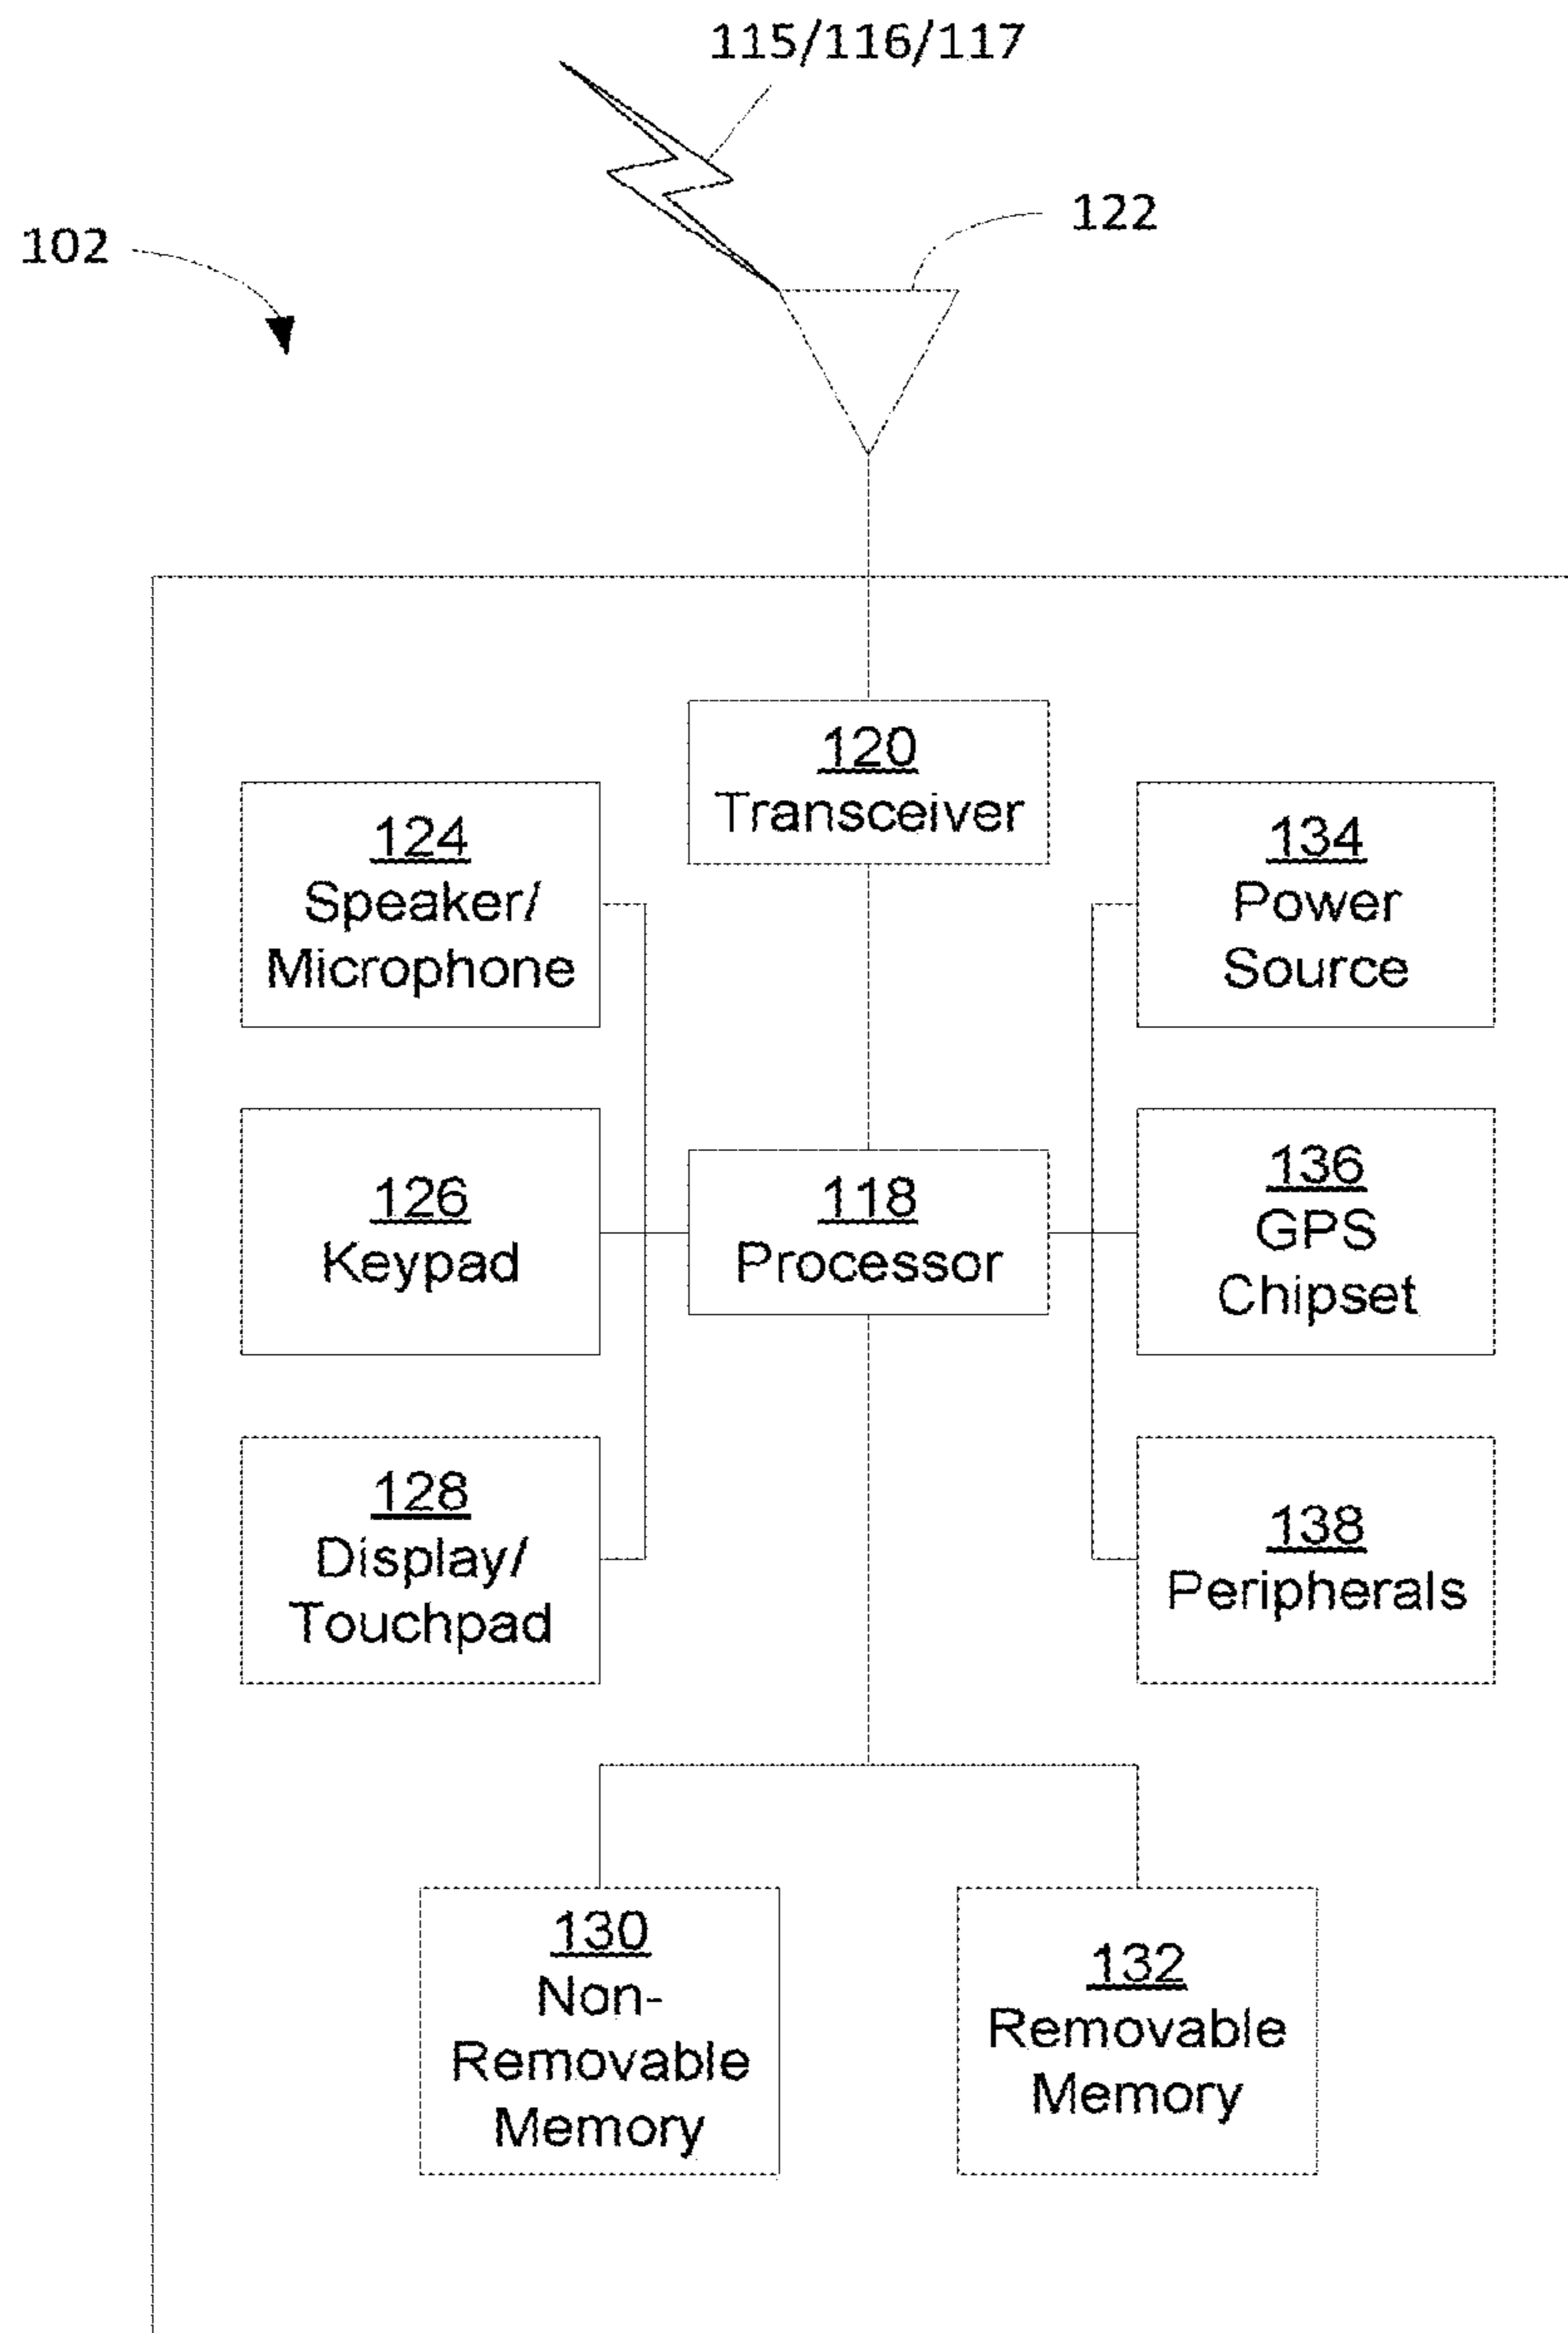 115/116/117
122
102
120
Transceiver
124
Speaker/
Microphone
134
Power
Source
126
Keypad
118
Processor
136
GPS
Chipset
128
Display/
Touchpad
138
Peripherals
130
Non-
Removable
Memory
132
Removable
Memory